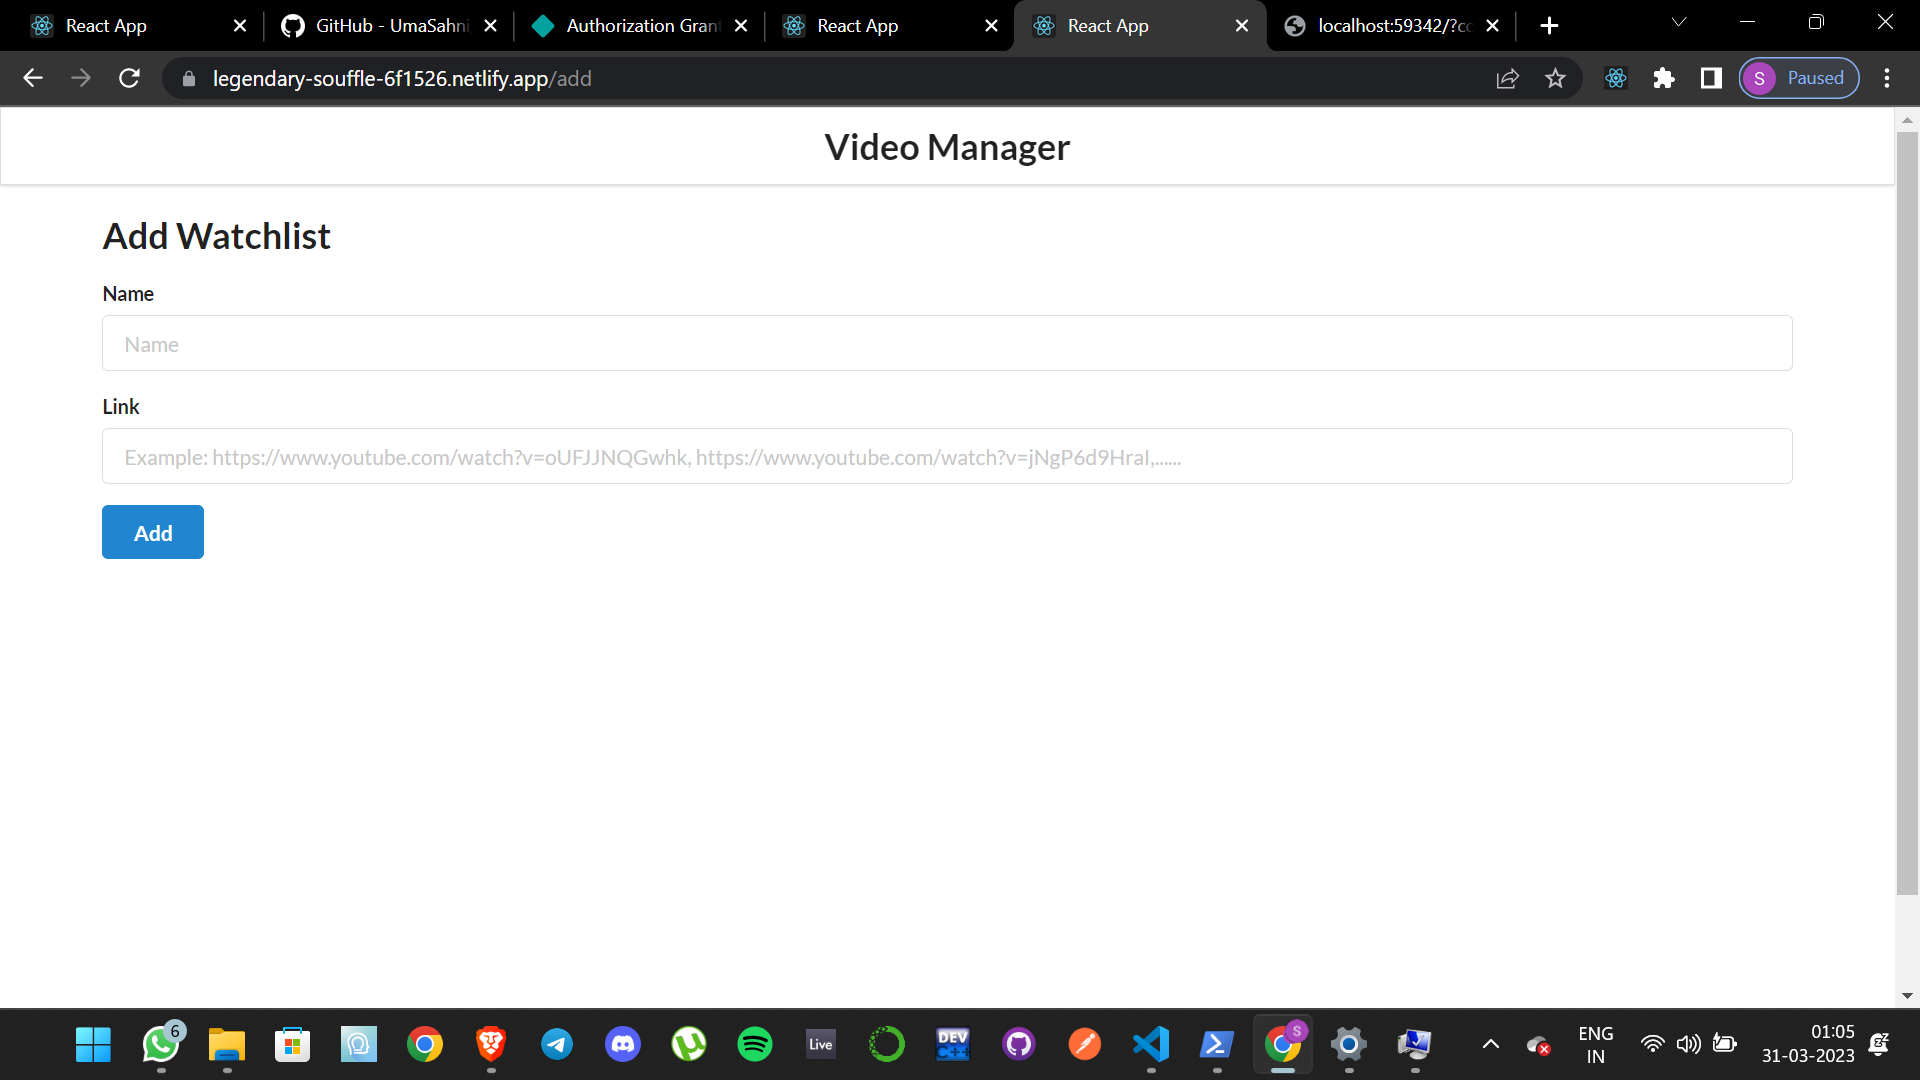 React App
GitHub - UmaSahni
Authorization Grant
React App
React App
localhost:59342/?co
legendary-souffle-6f1526.netlify.app/add
S
Paused
Video Manager
Add Watchlist
Name
Name
Link
Example: https://www.youtube.com/watch?v=oUFJJNQGwhk, https://www.youtube.com/watch?v=jNgP6d9HraI,......
Add
6
Live
DEV
C++
S
ENG
IN
01:05
31-03-2023